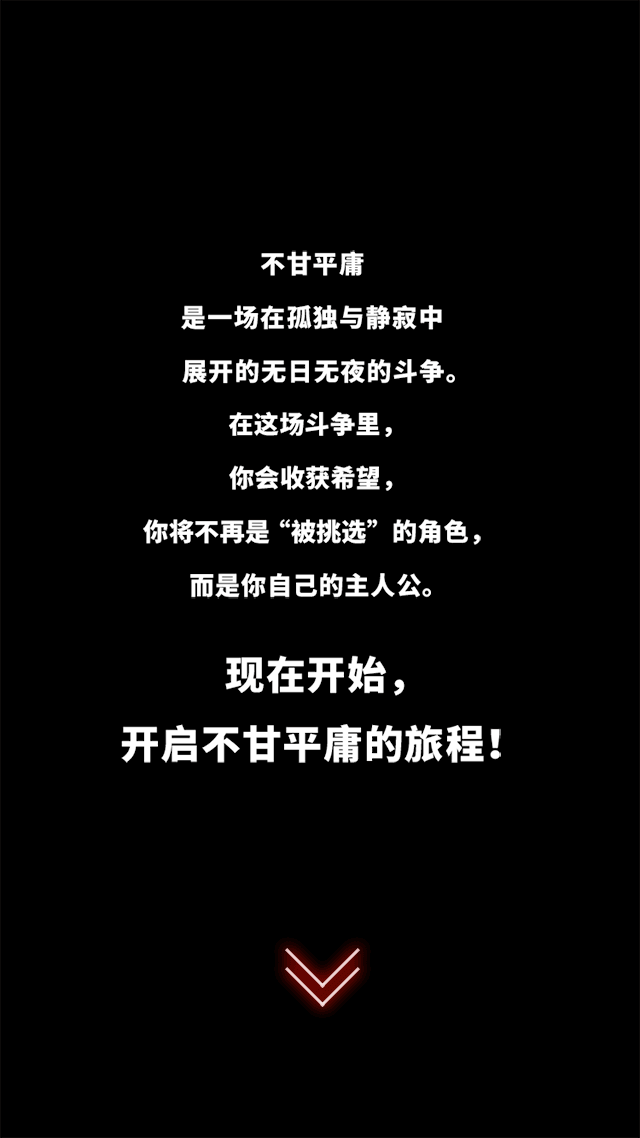 不甘平庸
是一场在孤独与静寂中
展开的无日无夜的斗争。
在这场斗争里，
你会收获希望，
你将不再是“被挑选”的角色，
而是你自己的主人公。
现在开始，
开启不甘平庸的旅程！